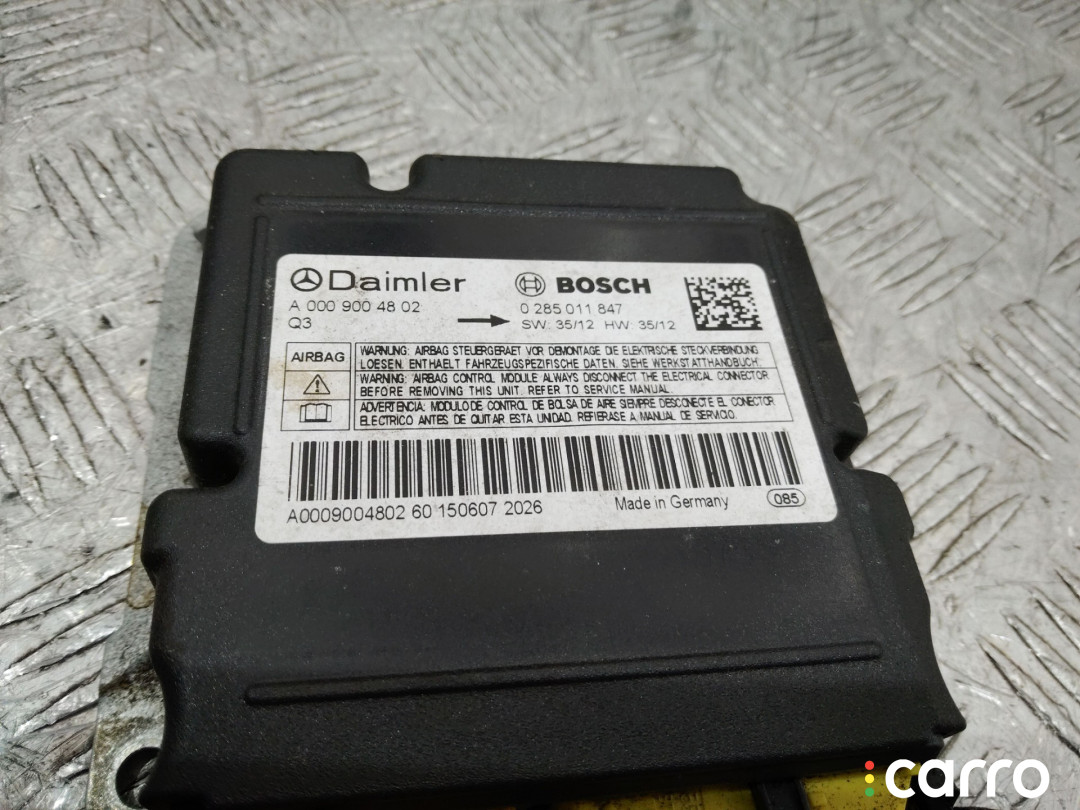 Daimler
A 000 900 48 02
Q3
BOSCH
0 285 011 847
SW: 35/12 HW: 35/12
AIRBAG
WARNUNG: AIRBAG STEUERGERAET VOR DEMONTAGE DIE ELEKTRISCHE STECKVERBINDUNG
LOESEN. ENTHAELT FAHRZEUGSPEZIFISCHE DATEN. SIEHE WERKSTATTHANDBUCH.
WARNING: AIRBAG CONTROL MODULE ALWAYS DISCONNECT THE ELECTRICAL CONNECTOR
BEFORE REMOVING THIS UNIT. REFER TO SERVICE MANUAL.
ADVERTENCIA: MODULO DE CONTROL DE BOLSA DE AIRE SIEMPRE DESCONECTE EL CONECTOR
ELECTRICO ANTES DE QUITAR ESTA UNIDAD. REFIERASE A MANUAL DE SERVICIO.
A0009004802 60 150607 2026
Made in Germany
085
carro